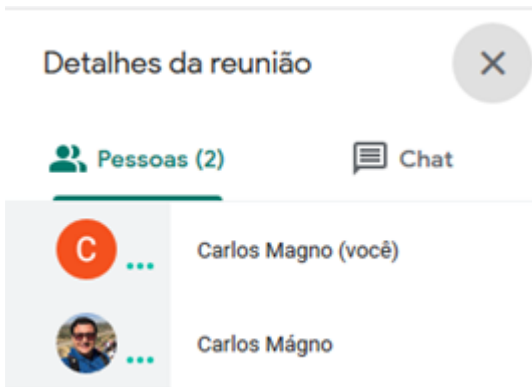 Detalhes da reunião
Pessoas (2) Chat
C
Carlos Magno (você)
Carlos Mágno